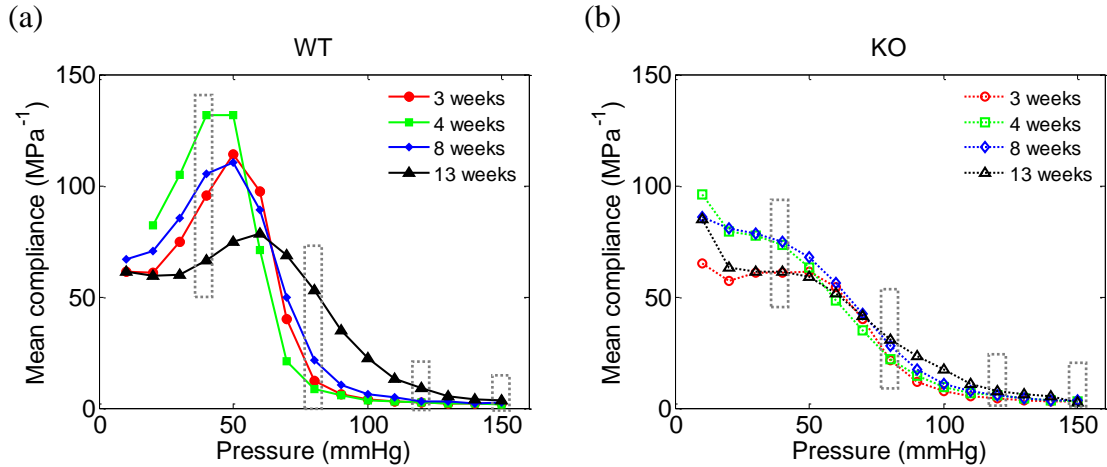 (a)
WT
150
100
50
0
0
50
100
150
Mean compliance (MPa⁻¹)
Pressure (mmHg)
3 weeks
4 weeks
8 weeks
13 weeks
(b)
KO
150
100
50
0
0
50
100
150
Mean compliance (MPa⁻¹)
Pressure (mmHg)
3 weeks
4 weeks
8 weeks
13 weeks